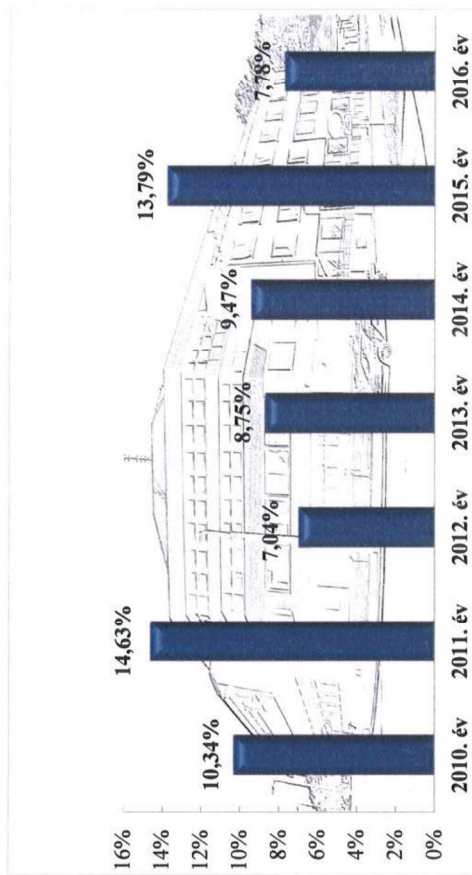 16%
14%
12%
10%
8%
6%
4%
2%
0%
10,34%
14,63%
7,04%
8,75%
9,47%
13,79%
7,78%
2010. év
2011. év
2012. év
2013. év
2014. év
2015. év
2016. év